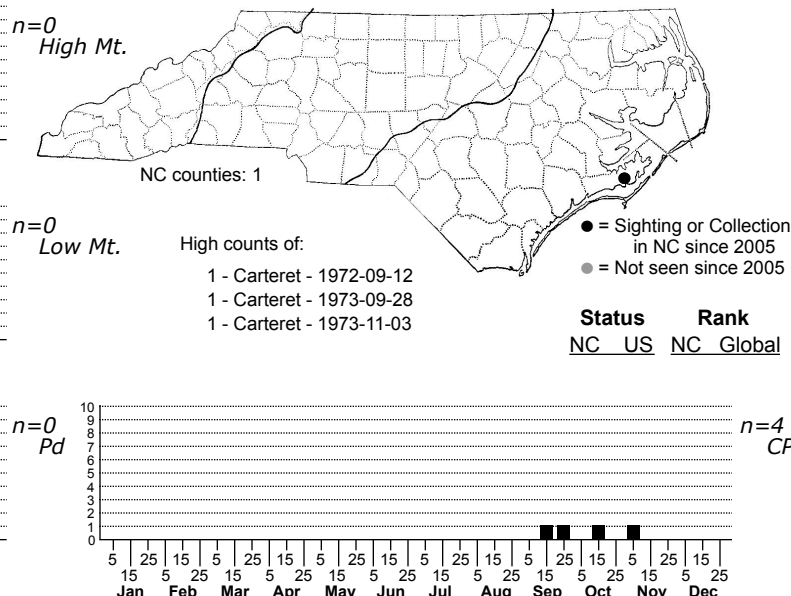 n=0
High Mt.
NC counties: 1
n=0
Low Mt.
High counts of:
1 - Carteret - 1972-09-12
1 - Carteret - 1973-09-28
1 - Carteret - 1973-11-03
● = Sighting or Collection
in NC since 2005
● = Not seen since 2005
Status Rank
NC US NC Global
n=0
Pd
10
9
8
7
6
5
4
3
2
1
0
n=4
CP
5 25 15 5 25 15 5 25 15 5 25 15 5 25 15 5 25 15
15 5 25 15 5 25 15 5 25 15 5 25 15 5 25 15 5 25
Jan Feb Mar Apr May Jun Jul Aug Sep Oct Nov Dec